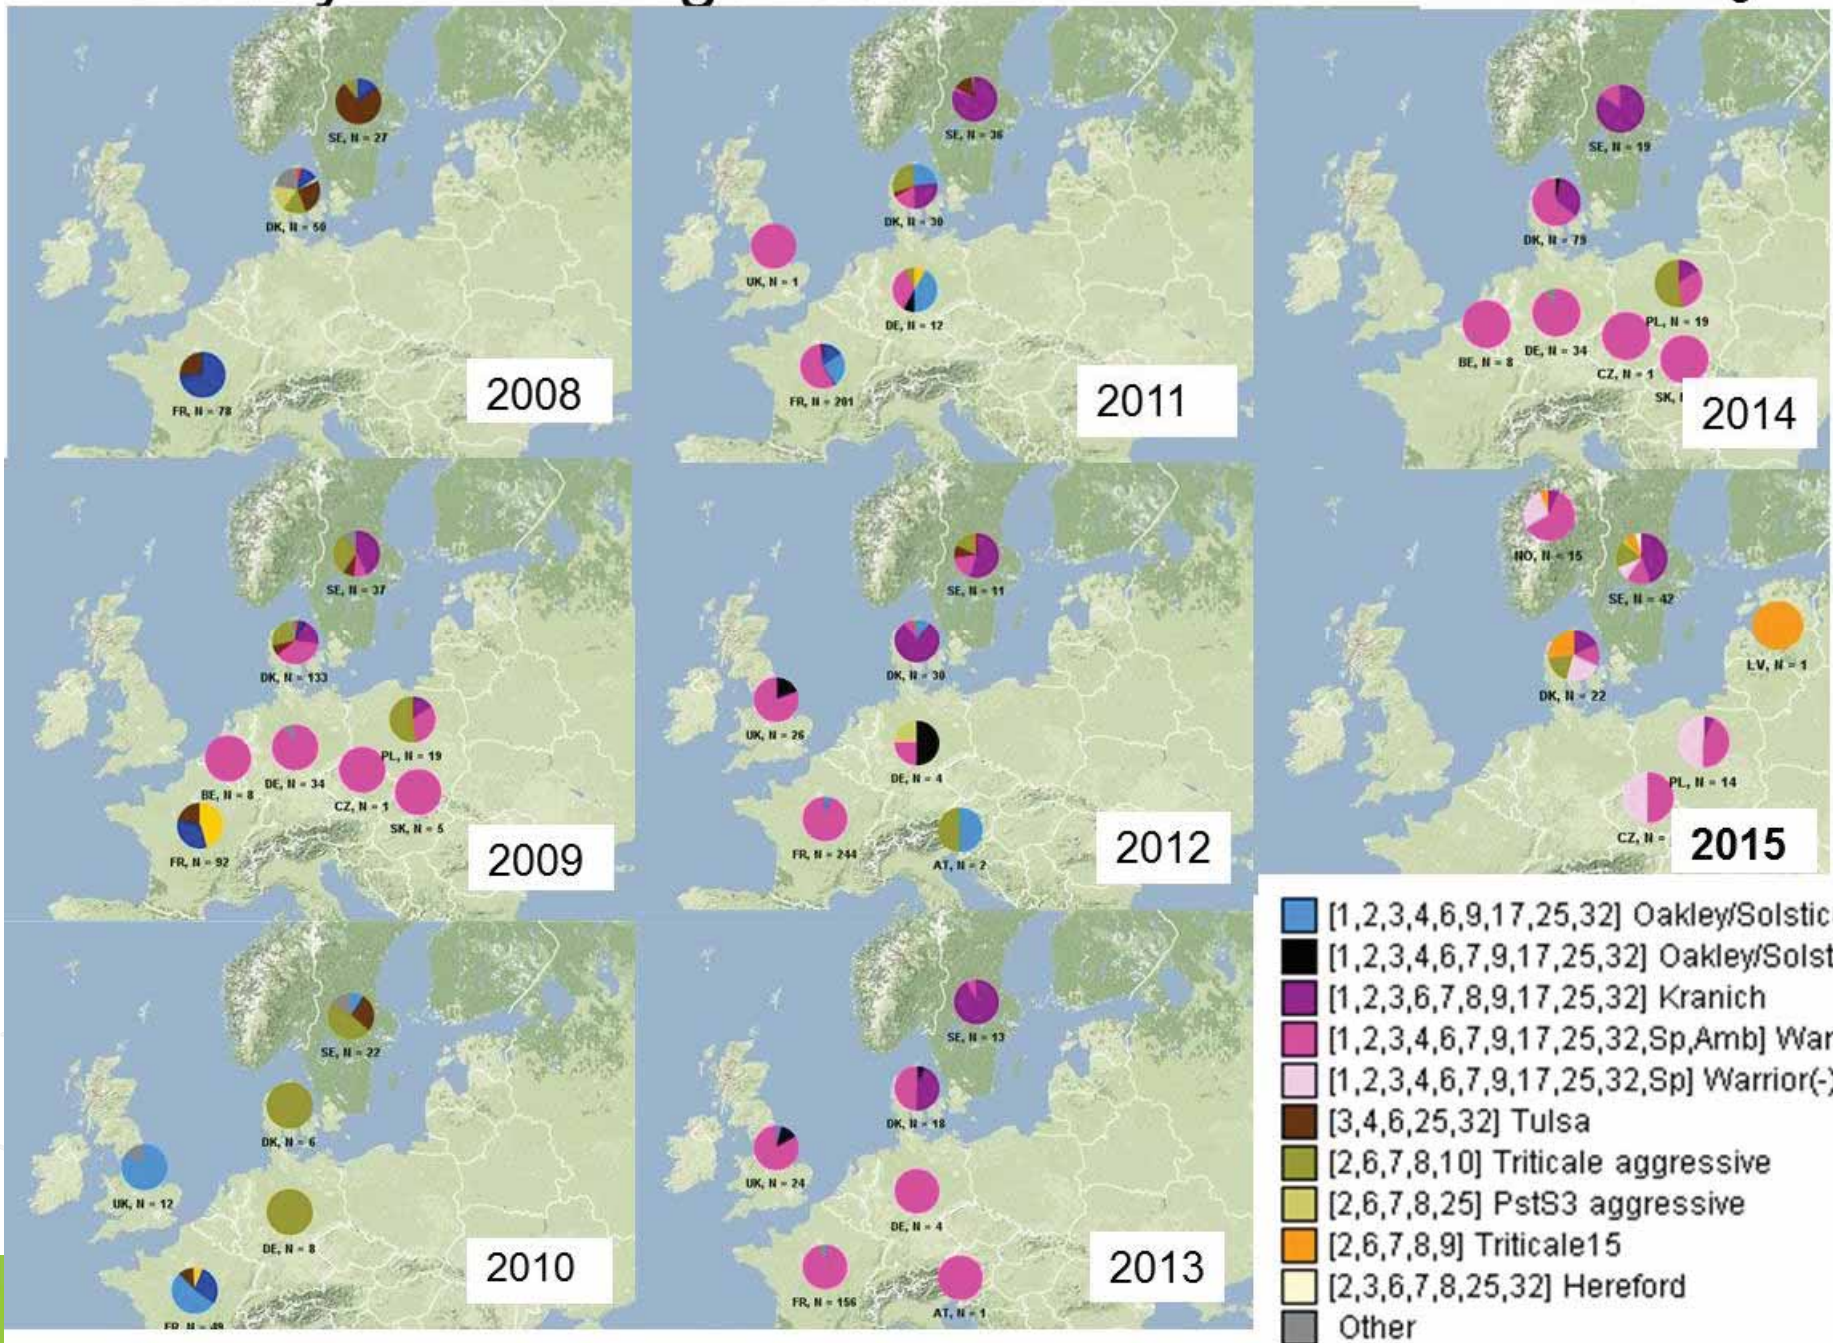 SE, N = 27
DK, N = 50
FR, N = 78
2008
SE, N = 36
DK, N = 30
UK, N = 1
DE, N = 12
FR, N = 201
2011
SE, N = 19
DK, N = 79
PL, N = 19
BE, N = 8
DE, N = 34
CZ, N = 1
SK,
2014
SE, N = 37
DK, N = 133
PL, N = 19
BE, N = 8
DE, N = 34
CZ, N = 1
SK, N = 5
FR, N = 92
2009
SE, N = 11
DK, N = 30
UK, N = 26
DE, N = 4
FR, N = 244
AT, N = 2
2012
NO, N = 15
SE, N = 42
LV, N = 1
DK, N = 22
PL, N = 14
CZ, N =
2015
SE, N = 22
DK, N = 6
UK, N = 12
DE, N = 8
FR, N = 49
2010
SE, N = 13
DK, N = 18
UK, N = 24
DE, N = 4
FR, N = 156
AT, N = 1
2013
[1,2,3,4,6,9,17,25,32] Oakley/Solstic
[1,2,3,4,6,7,9,17,25,32] Oakley/Solst
[1,2,3,6,7,8,9,17,25,32] Kranich
[1,2,3,4,6,7,9,17,25,32,Sp,Amb] War
[1,2,3,4,6,7,9,17,25,32,Sp] Warrior(-)
[3,4,6,25,32] Tulsa
[2,6,7,8,10] Triticale aggressive
[2,6,7,8,25] PstS3 aggressive
[2,6,7,8,9] Triticale15
[2,3,6,7,8,25,32] Hereford
Other